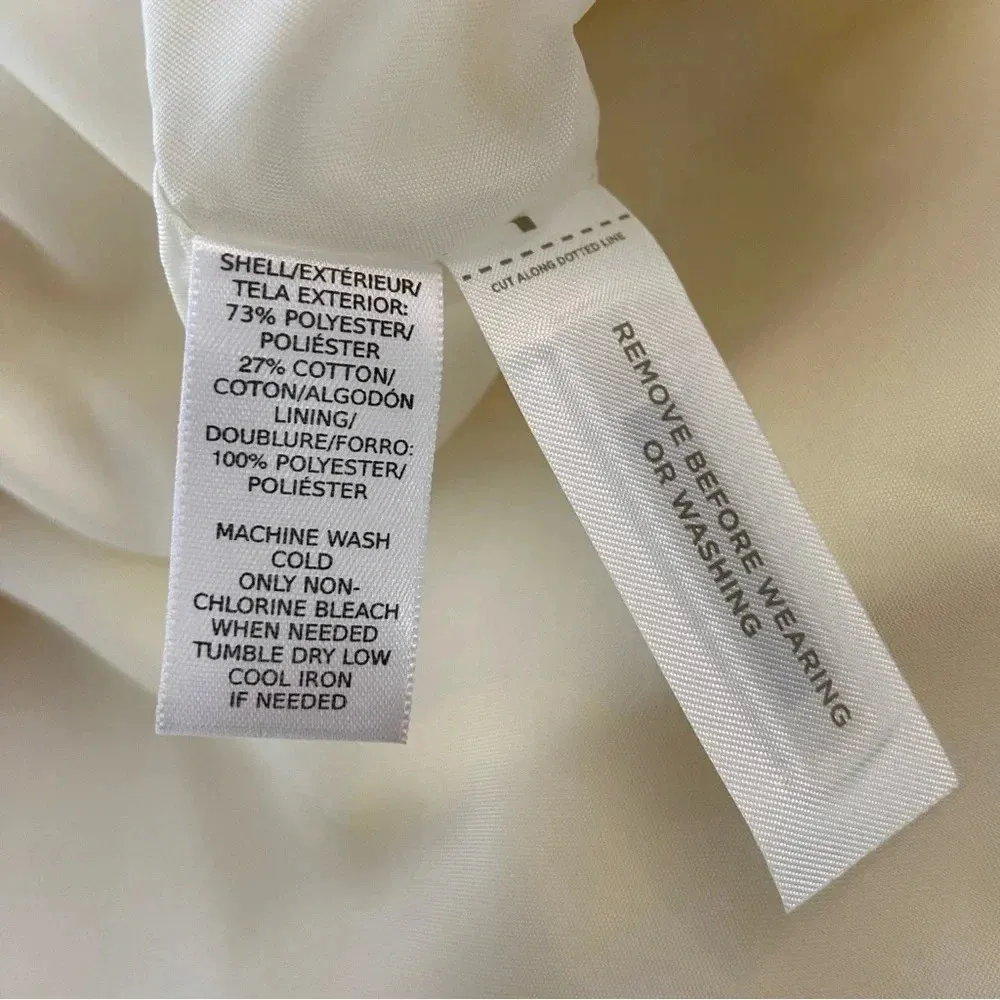 SHELL/EXTÉRIEUR/
TELA EXTERIOR:
73% POLYESTER/
POLIÉSTER
27% COTTON/
COTON/ALGODÓN
LINING/
DOUBLURE/FORRO:
100% POLYESTER/
POLIÉSTER
MACHINE WASH
COLD
ONLY NON-
CHLORINE BLEACH
WHEN NEEDED
TUMBLE DRY LOW
COOL IRON
IF NEEDED
CUT ALONG DOTTED LINE
REMOVE BEFORE WEARING
OR WASHING